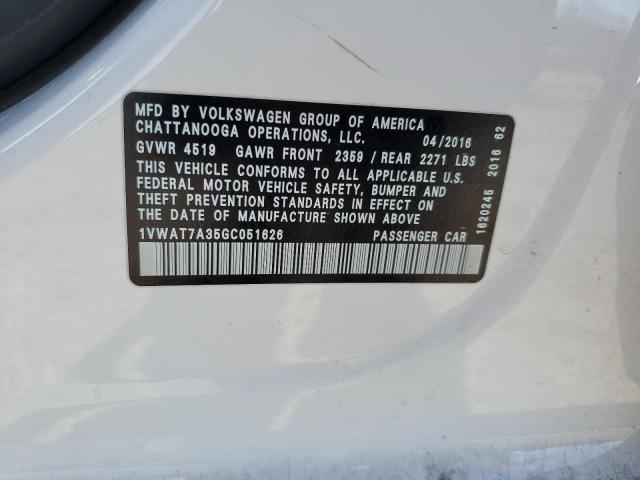 MFD BY VOLKSWAGEN GROUP OF AMERICA
CHATTANOOGA OPERATIONS, LLC. 04/2016
GVWR 4519 GAWR FRONT 2359 / REAR 2271 LBS
THIS VEHICLE CONFORMS TO ALL APPLICABLE U.S.
FEDERAL MOTOR VEHICLE SAFETY, BUMPER AND
THEFT PREVENTION STANDARDS IN EFFECT ON
THE DATE OF MANUFACTURE SHOWN ABOVE
1VWAT7A35GC051626 PASSENGER CAR
1620245 2016 62